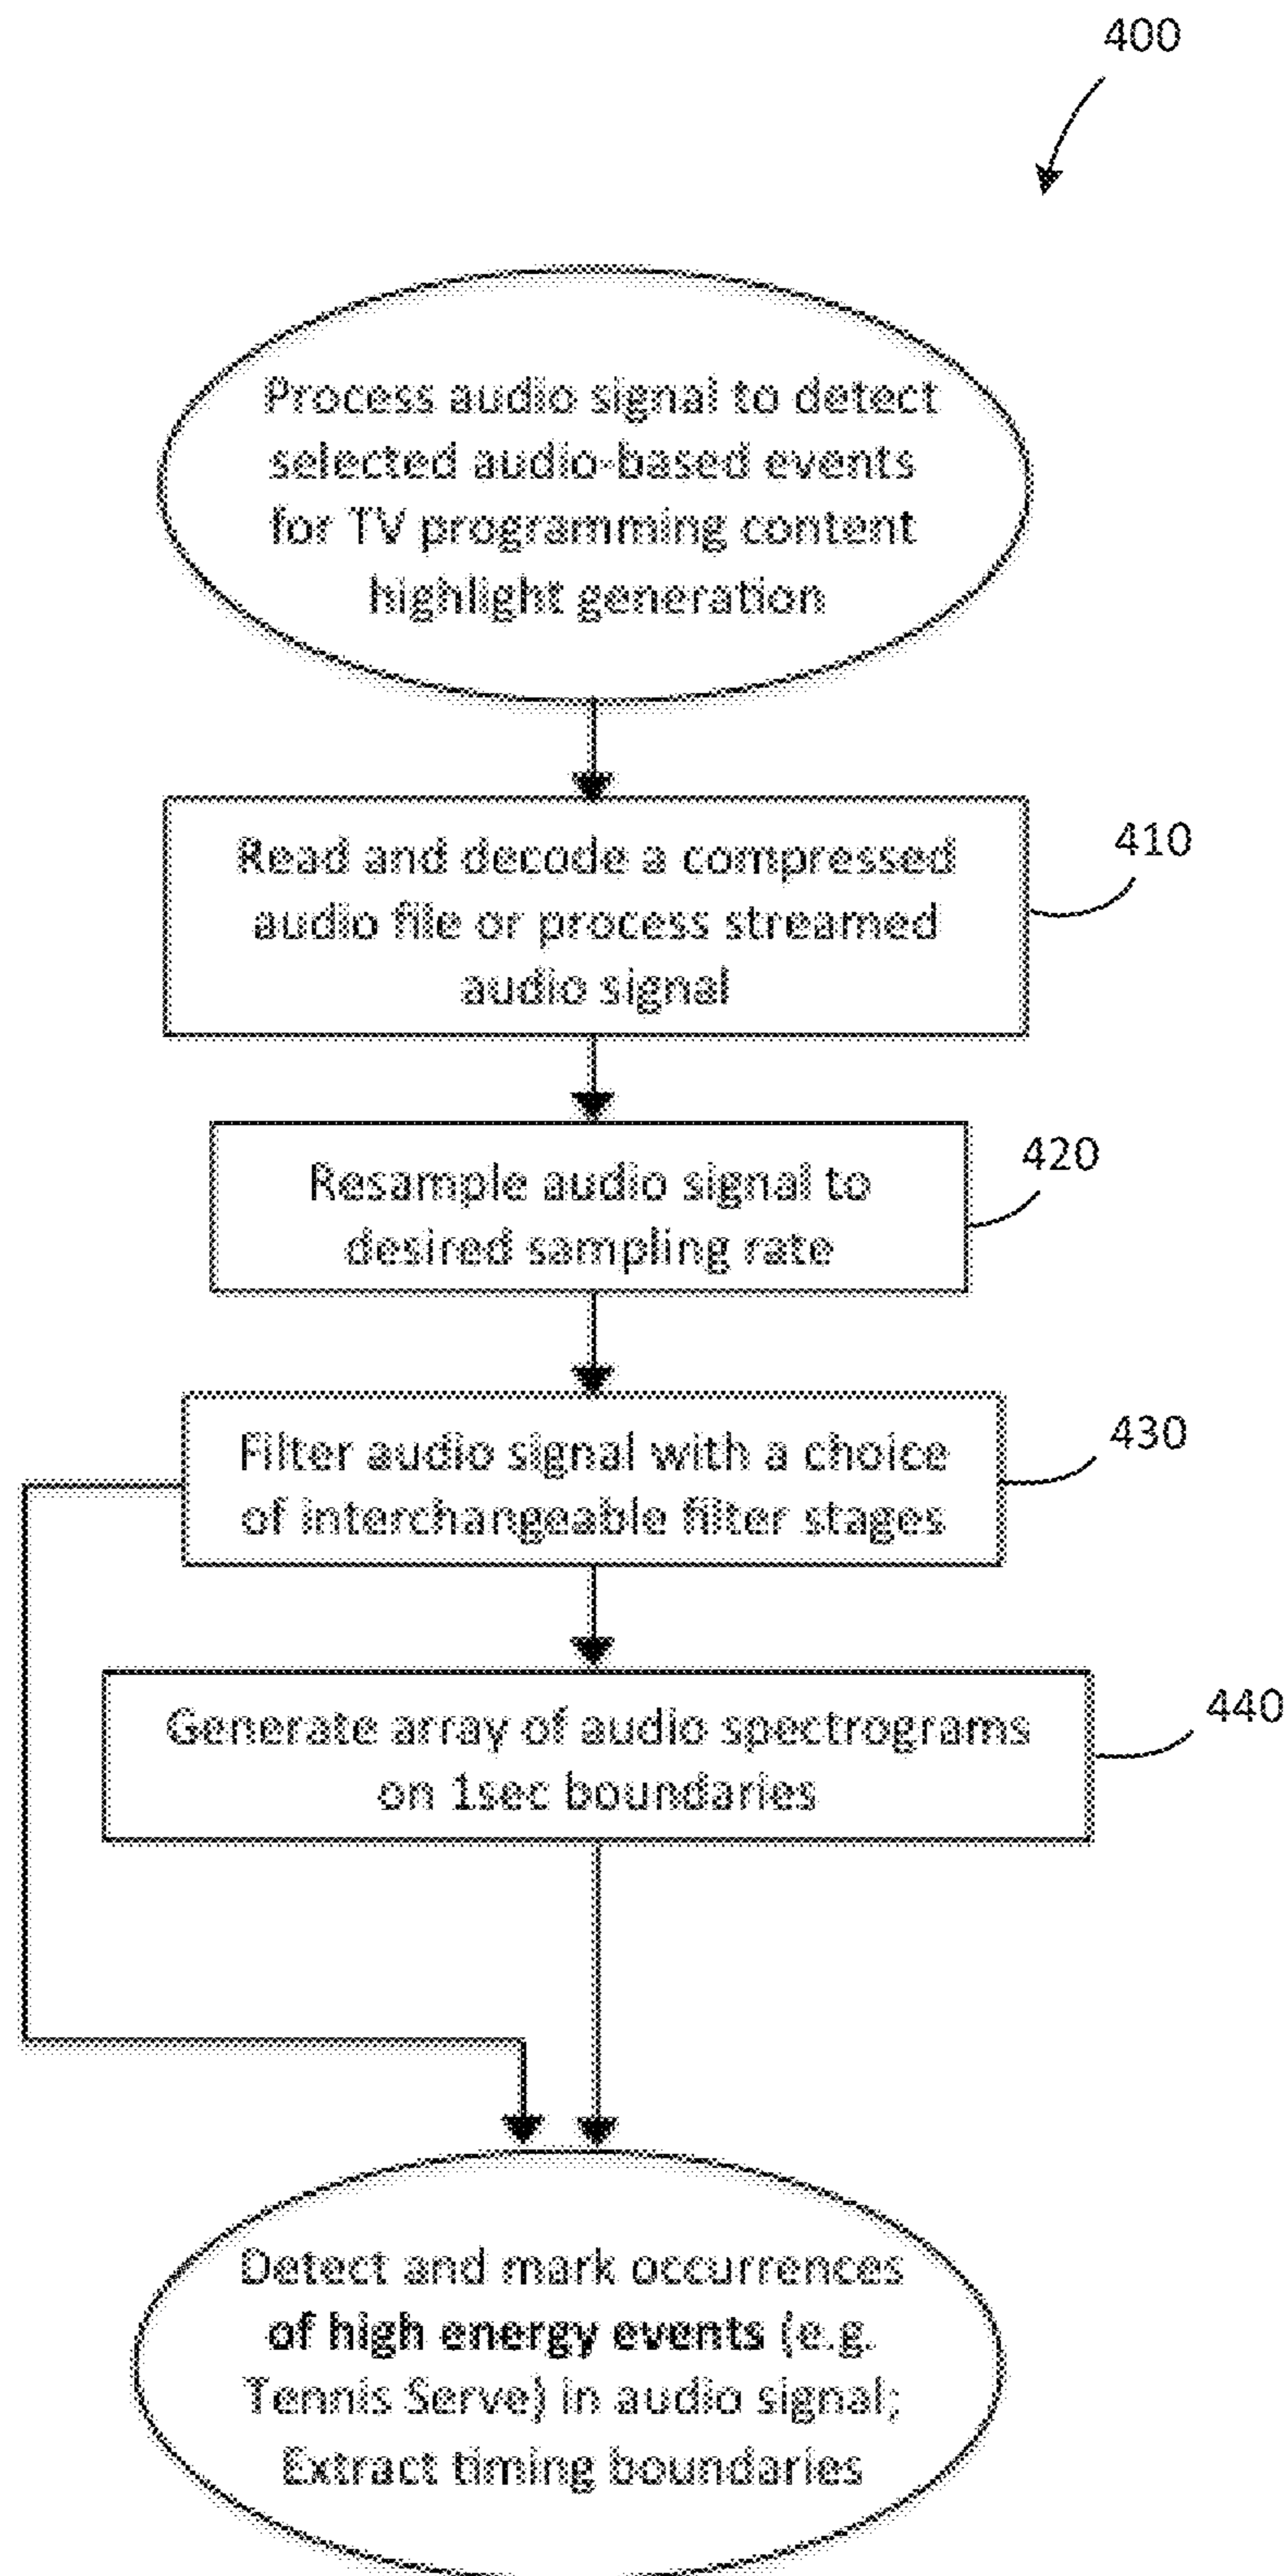 400
Process audio signal to detect
selected audio-based events
for TV programming content
highlight generation
Read and decode a compressed
audio file or process streamed
audio signal
410
Resample audio signal to
desired sampling rate
420
Filter audio signal with a choice
of interchangeable filter stages
430
Generate array of audio spectrograms
on 1sec boundaries
440
Detect and mark occurrences
of high energy events (e.g.
Tennis Serve) in audio signal;
Extract timing boundaries